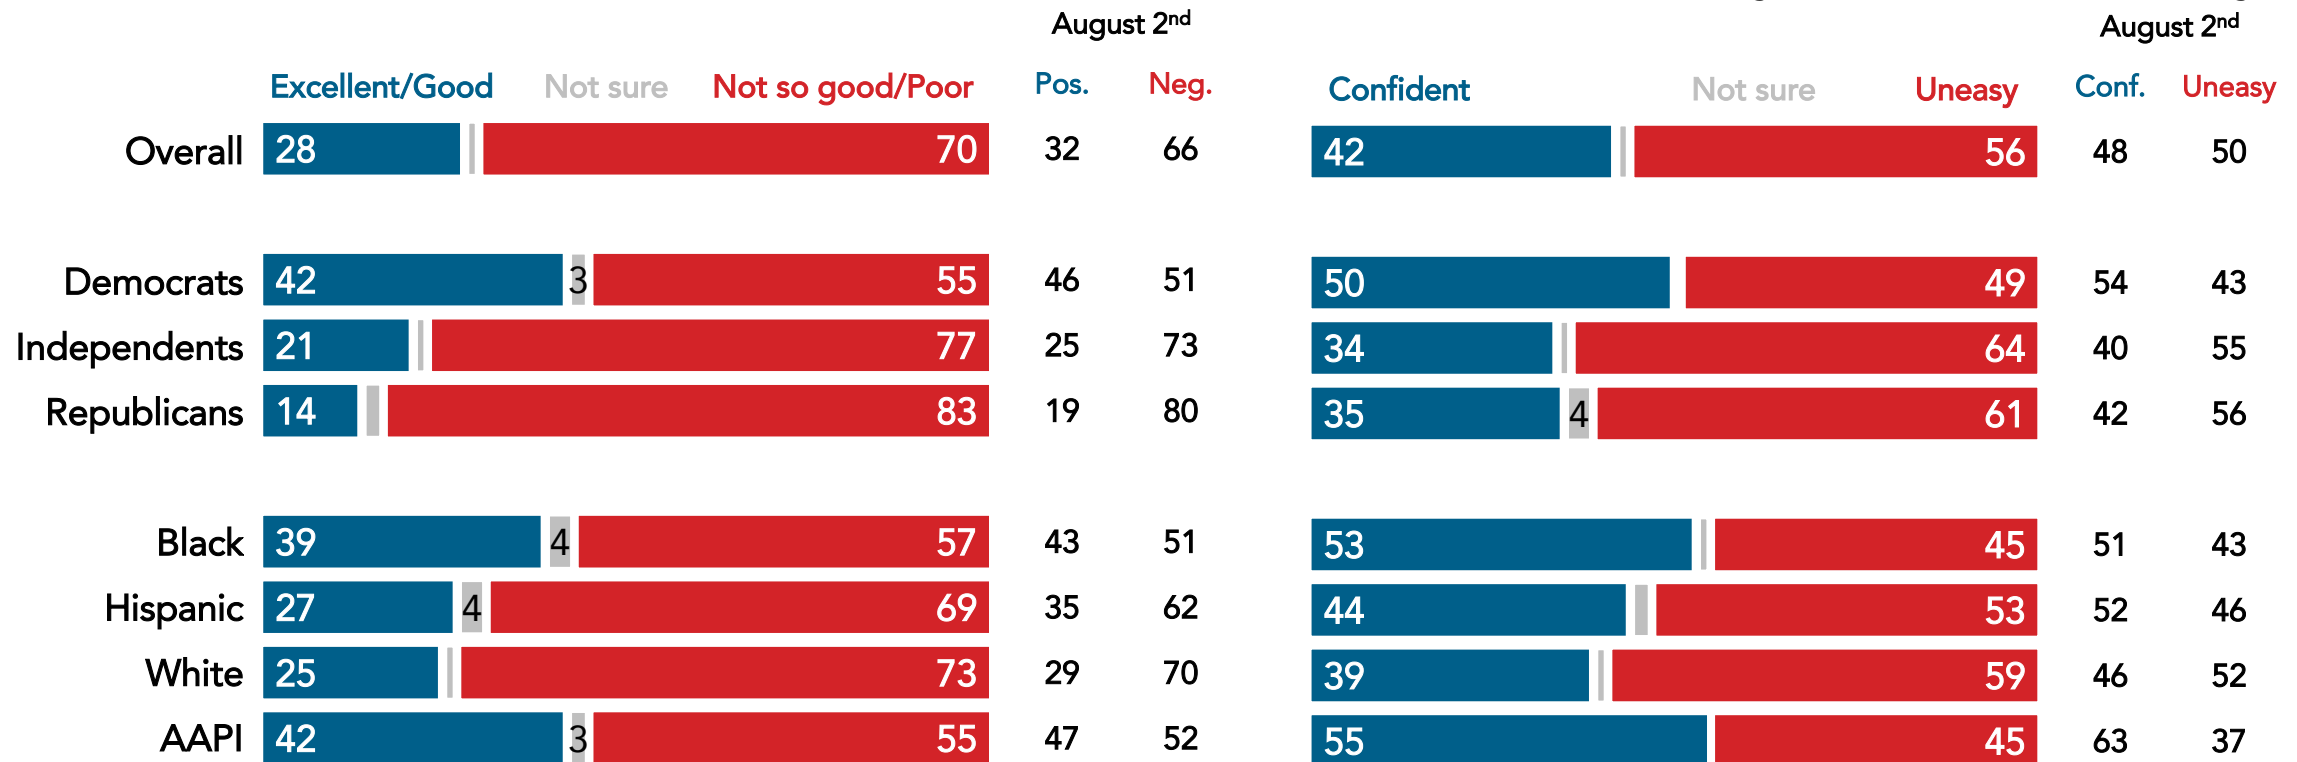 August 2nd
August 2nd
Excellent/Good Not sure Not so good/Poor Pos. Neg. Confident Not sure Uneasy Conf. Uneasy
Overall 28 70 32 66 42 56 48 50
Democrats 42 3 55 46 51 50 49 54 43
Independents 21 77 25 73 34 64 40 55
Republicans 14 83 19 80 35 4 61 42 56
Black 39 4 57 43 51 53 45 51 43
Hispanic 27 4 69 35 62 44 53 52 46
White 25 73 29 70 39 59 46 52
AAPI 42 3 55 47 52 55 45 63 37